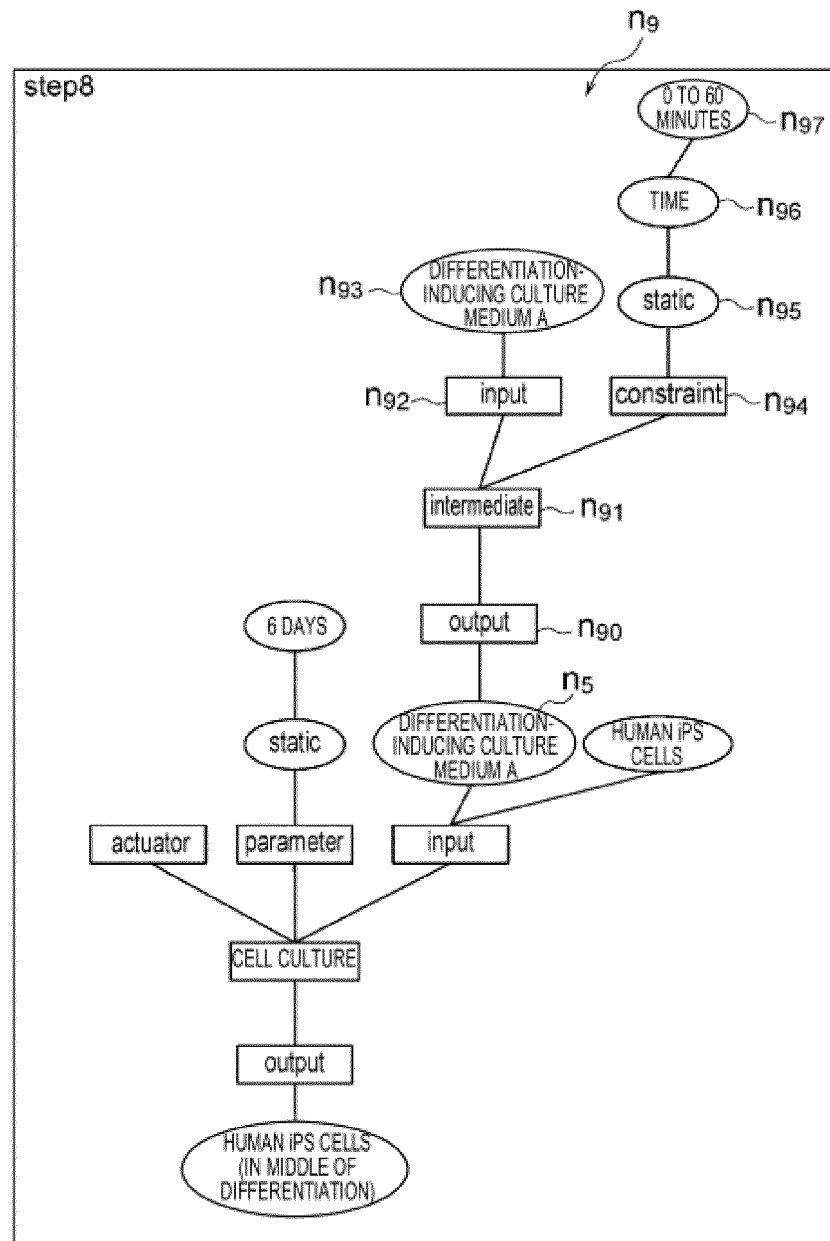 n9
step8
0 TO 60
MINUTES
n97
TIME
n96
n93
DIFFERENTIATION-
INDUCING CULTURE
MEDIUM A
static
n95
n92
input
constraint
n94
intermediate
n91
6 DAYS
output
n90
n5
static
DIFFERENTIATION-
INDUCING CULTURE
MEDIUM A
HUMAN iPS
CELLS
actuator
parameter
input
CELL CULTURE
output
HUMAN iPS CELLS
(IN MIDDLE OF
DIFFERENTIATION)